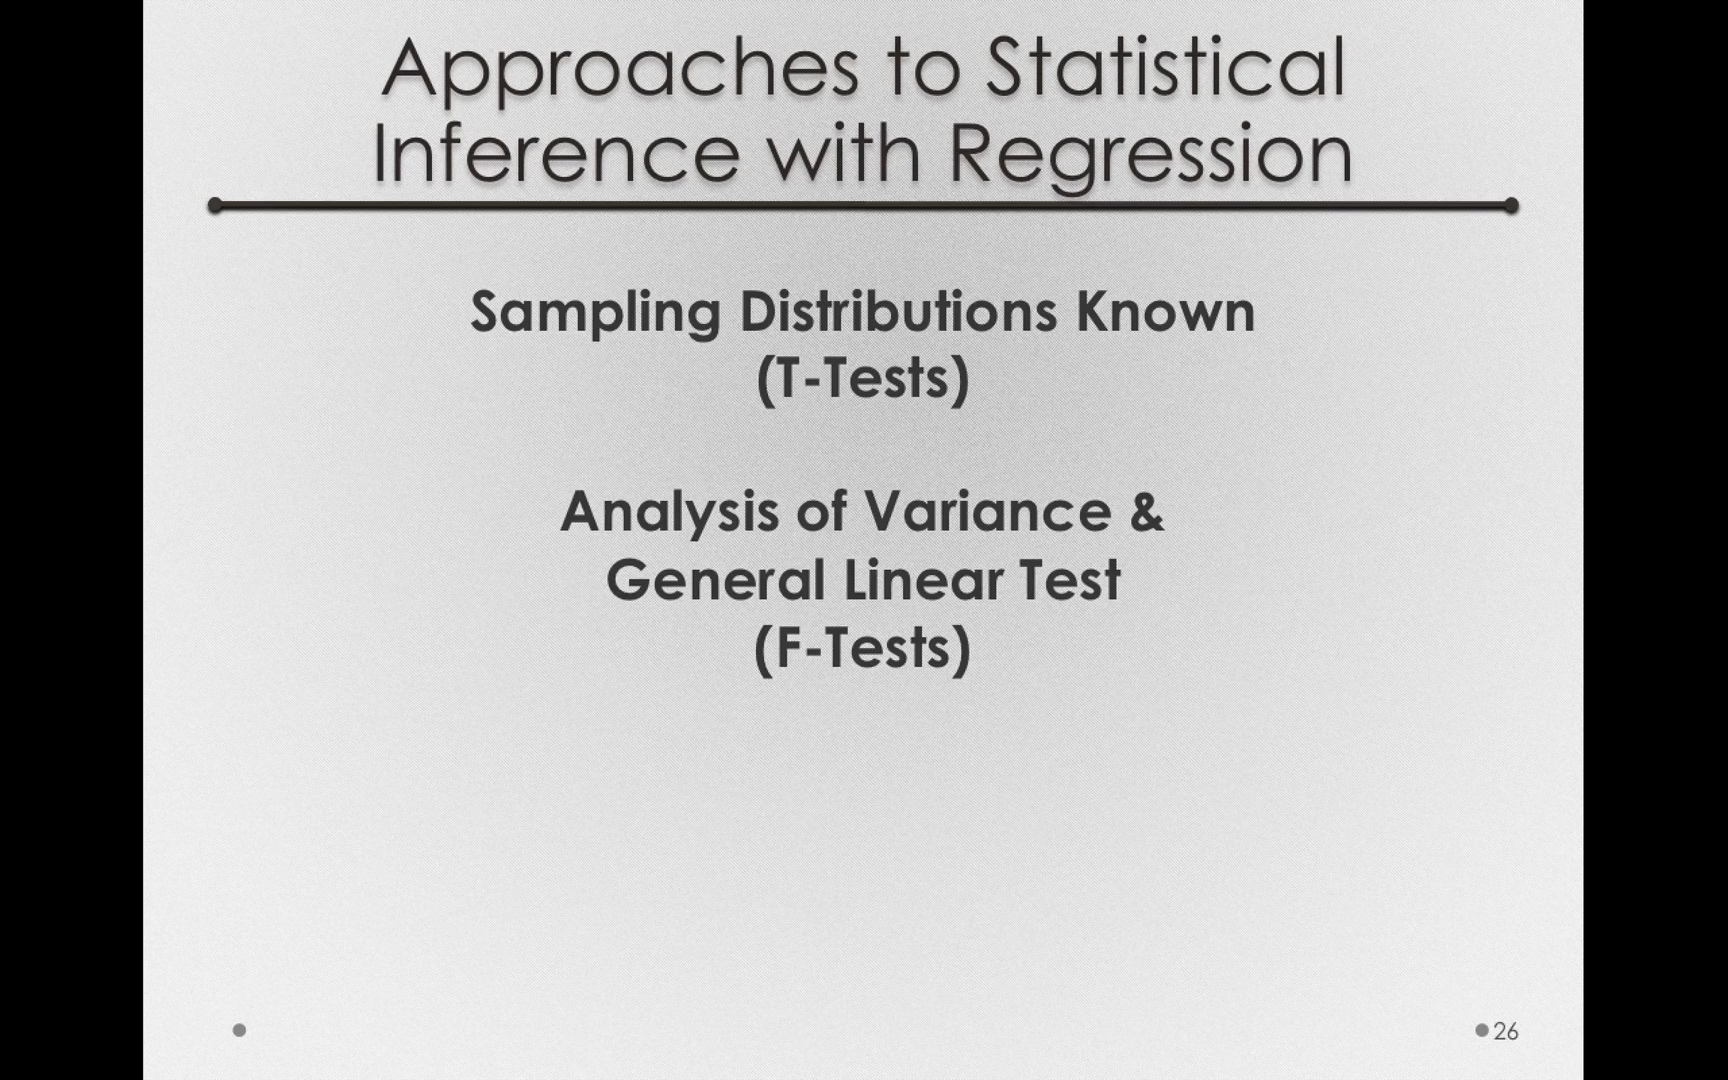 Approaches to Statistical
Inference with Regression
Sampling Distributions Known
(T-Tests)
Analysis of Variance &
General Linear Test
(F-Tests)
26